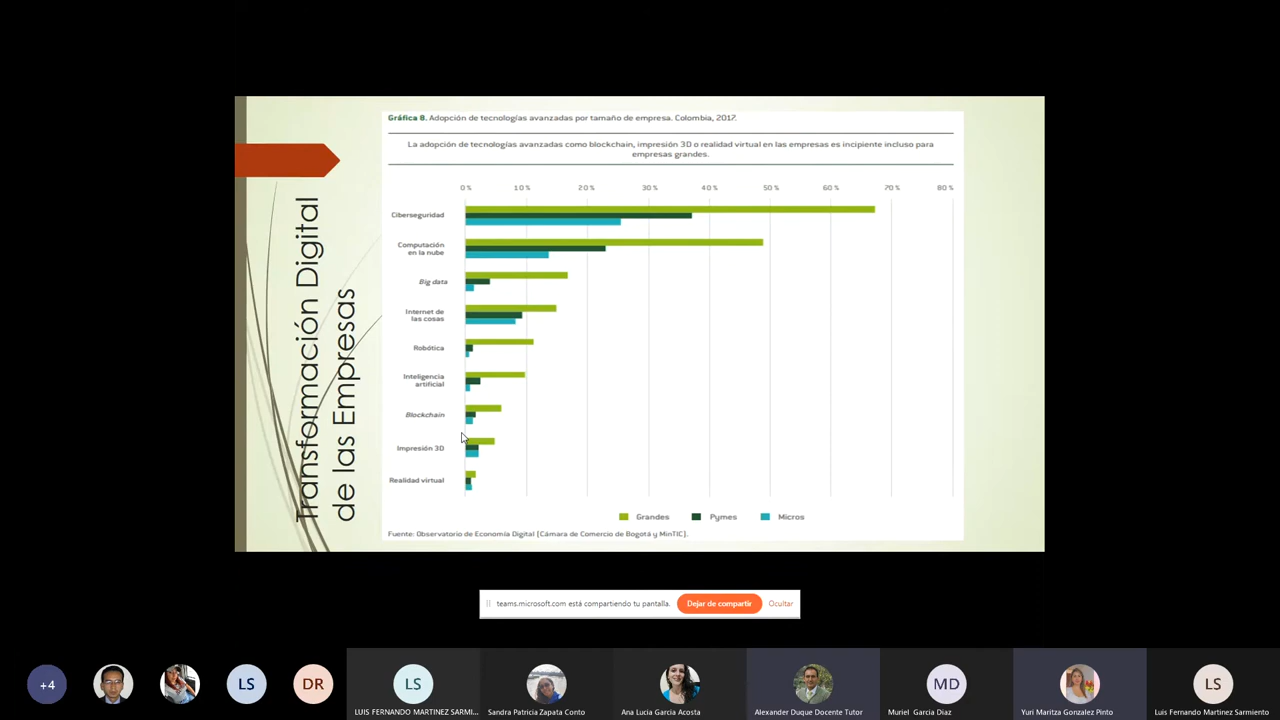 Transformación Digital
de las Empresas
Gráfica 8. Adopción de tecnologías avanzadas por tamaño de empresa. Colombia, 2017.
La adopción de tecnologías avanzadas como blockchain, impresión 3D o realidad virtual en las empresas es incipiente incluso para
empresas grandes.
0 % 10 % 20 % 30 % 40 % 50 % 60 % 70 % 80 %
Ciberseguridad
Computación
en la nube
Big data
Internet de
las cosas
Robótica
Inteligencia
artificial
Blockchain
Impresión 3D
Realidad virtual
Grandes Pymes Micros
Fuente: Observatorio de Economía Digital (Cámara de Comercio de Bogotá y MinTIC).
teams.microsoft.com está compartiendo tu pantalla. Dejar de compartir Ocultar
+4 LS DR LS MD LS
LUIS FERNANDO MARTINEZ SARMI... Sandra Patricia Zapata Conto Ana Lucia Garcia Acosta Alexander Duque Docente Tutor Muriel Garcia Diaz Yuri Maritza Gonzalez Pinto Luis Fernando Martinez Sarmiento